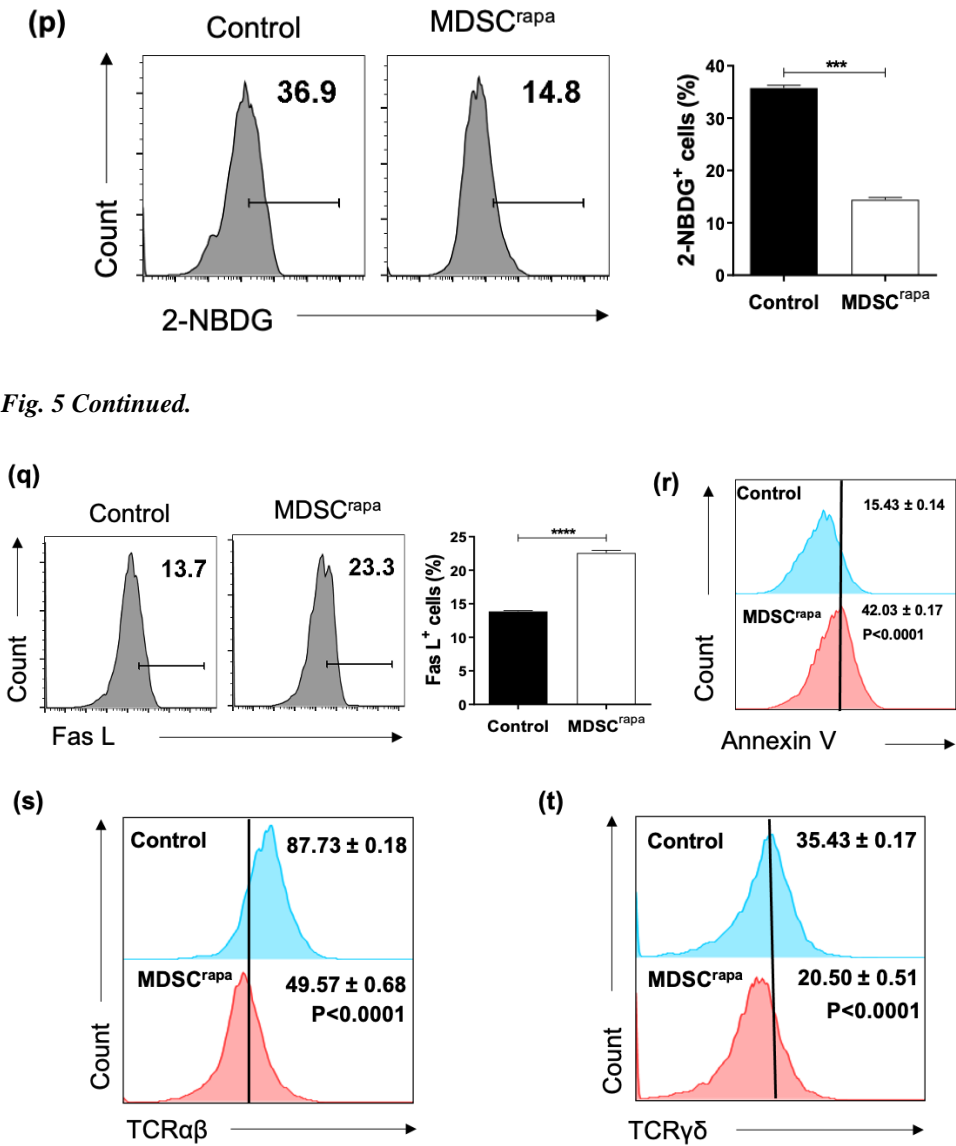 (p)
Control
MDSCrapa
36.9
14.8
Count
2-NBDG
***
2-NBDG+ cells (%)
40
30
20
10
0
Control
MDSCrapa
Fig. 5 Continued.
(q)
Control
MDSCrapa
13.7
23.3
Count
Fas L
****
Fas L+ cells (%)
25
20
15
10
5
0
Control
MDSCrapa
(r)
Control
15.43 ± 0.14
MDSCrapa
42.03 ± 0.17
P<0.0001
Count
Annexin V
(s)
Control
87.73 ± 0.18
MDSCrapa
49.57 ± 0.68
P<0.0001
Count
TCRαβ
(t)
Control
35.43 ± 0.17
MDSCrapa
20.50 ± 0.51
P<0.0001
Count
TCRγδ